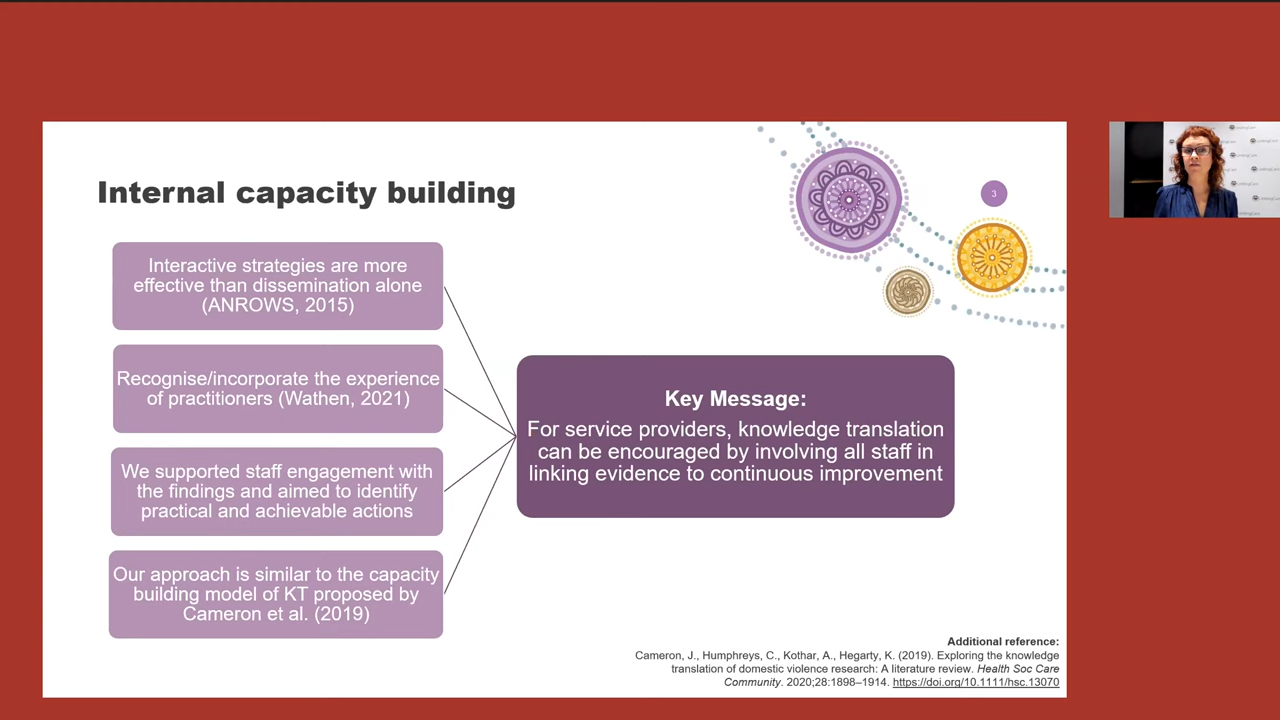 Internal capacity building
3
Interactive strategies are more
effective than dissemination alone
(ANROWS, 2015)
Recognise/incorporate the experience
of practitioners (Wathen, 2021)
We supported staff engagement with
the findings and aimed to identify
practical and achievable actions
Our approach is similar to the capacity
building model of KT proposed by
Cameron et al. (2019)
Key Message:
For service providers, knowledge translation
can be encouraged by involving all staff in
linking evidence to continuous improvement
Additional reference:
Cameron, J., Humphreys, C., Kothar, A., Hegarty, K. (2019). Exploring the knowledge
translation of domestic violence research: A literature review. Health Soc Care
Community. 2020;28:1898–1914. https://doi.org/10.1111/hsc.13070